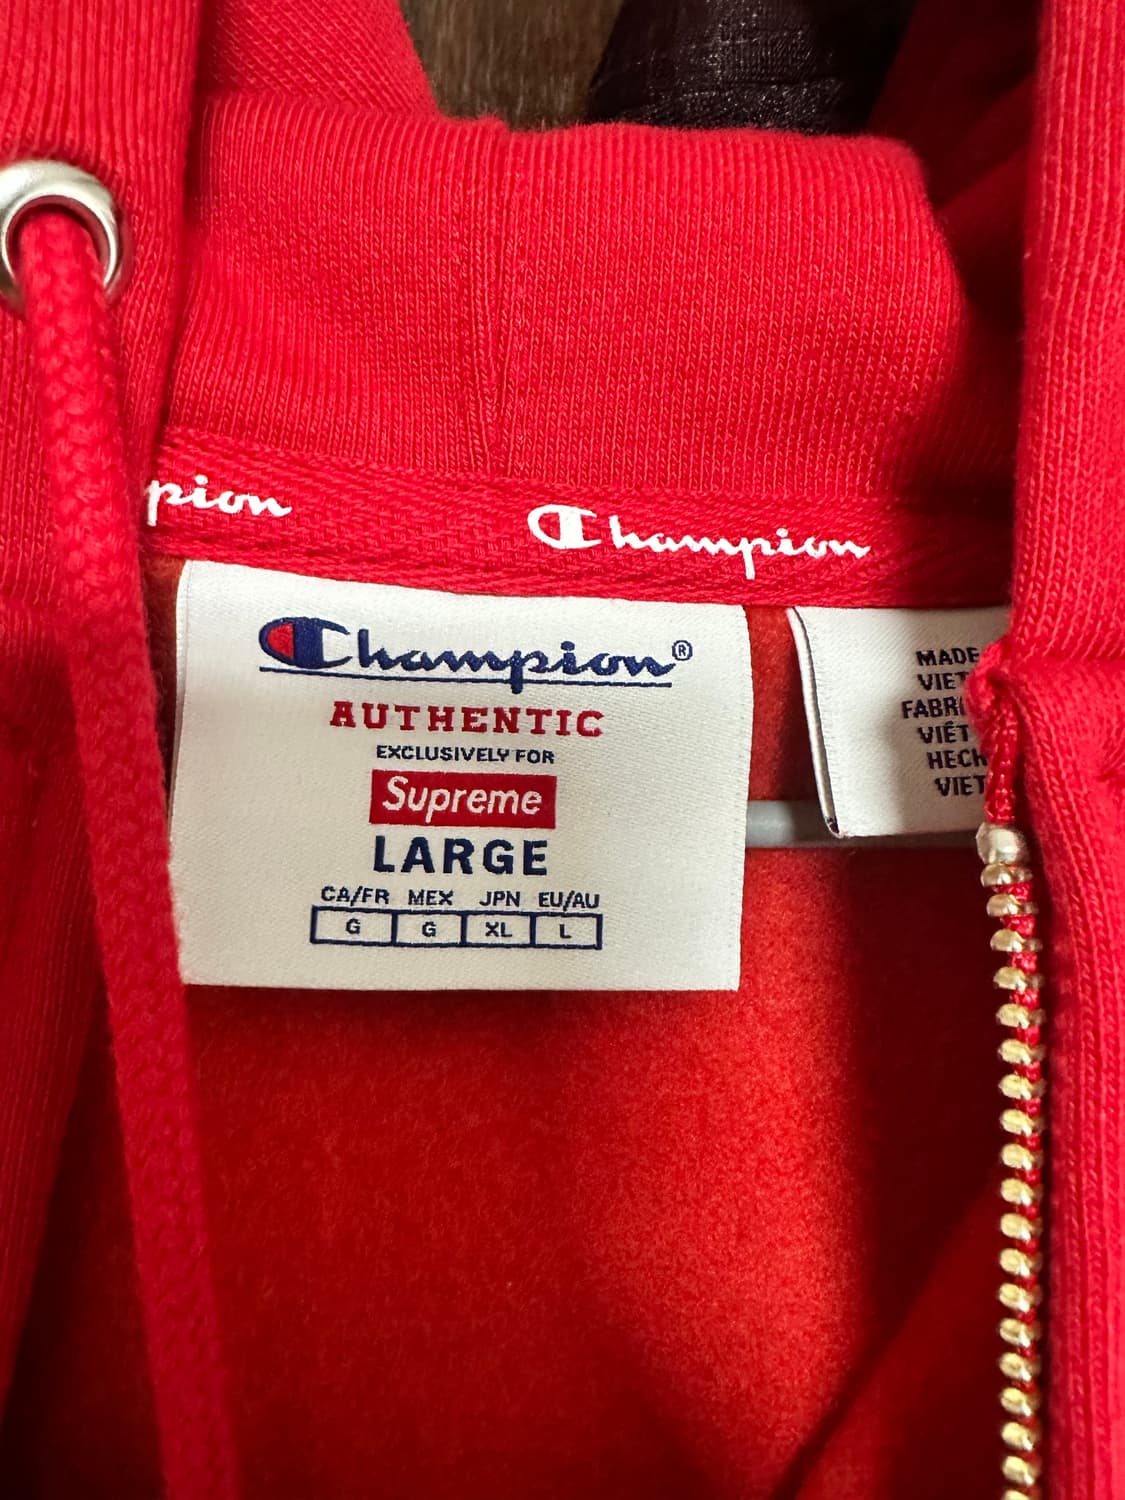 pion Champion
Champion®
AUTHENTIC
EXCLUSIVELY FOR
Supreme
LARGE
CA/FR MEX JPN EU/AU
G G XL L
MADE
VIET
FABRI
VIÊT
HECH
VIET